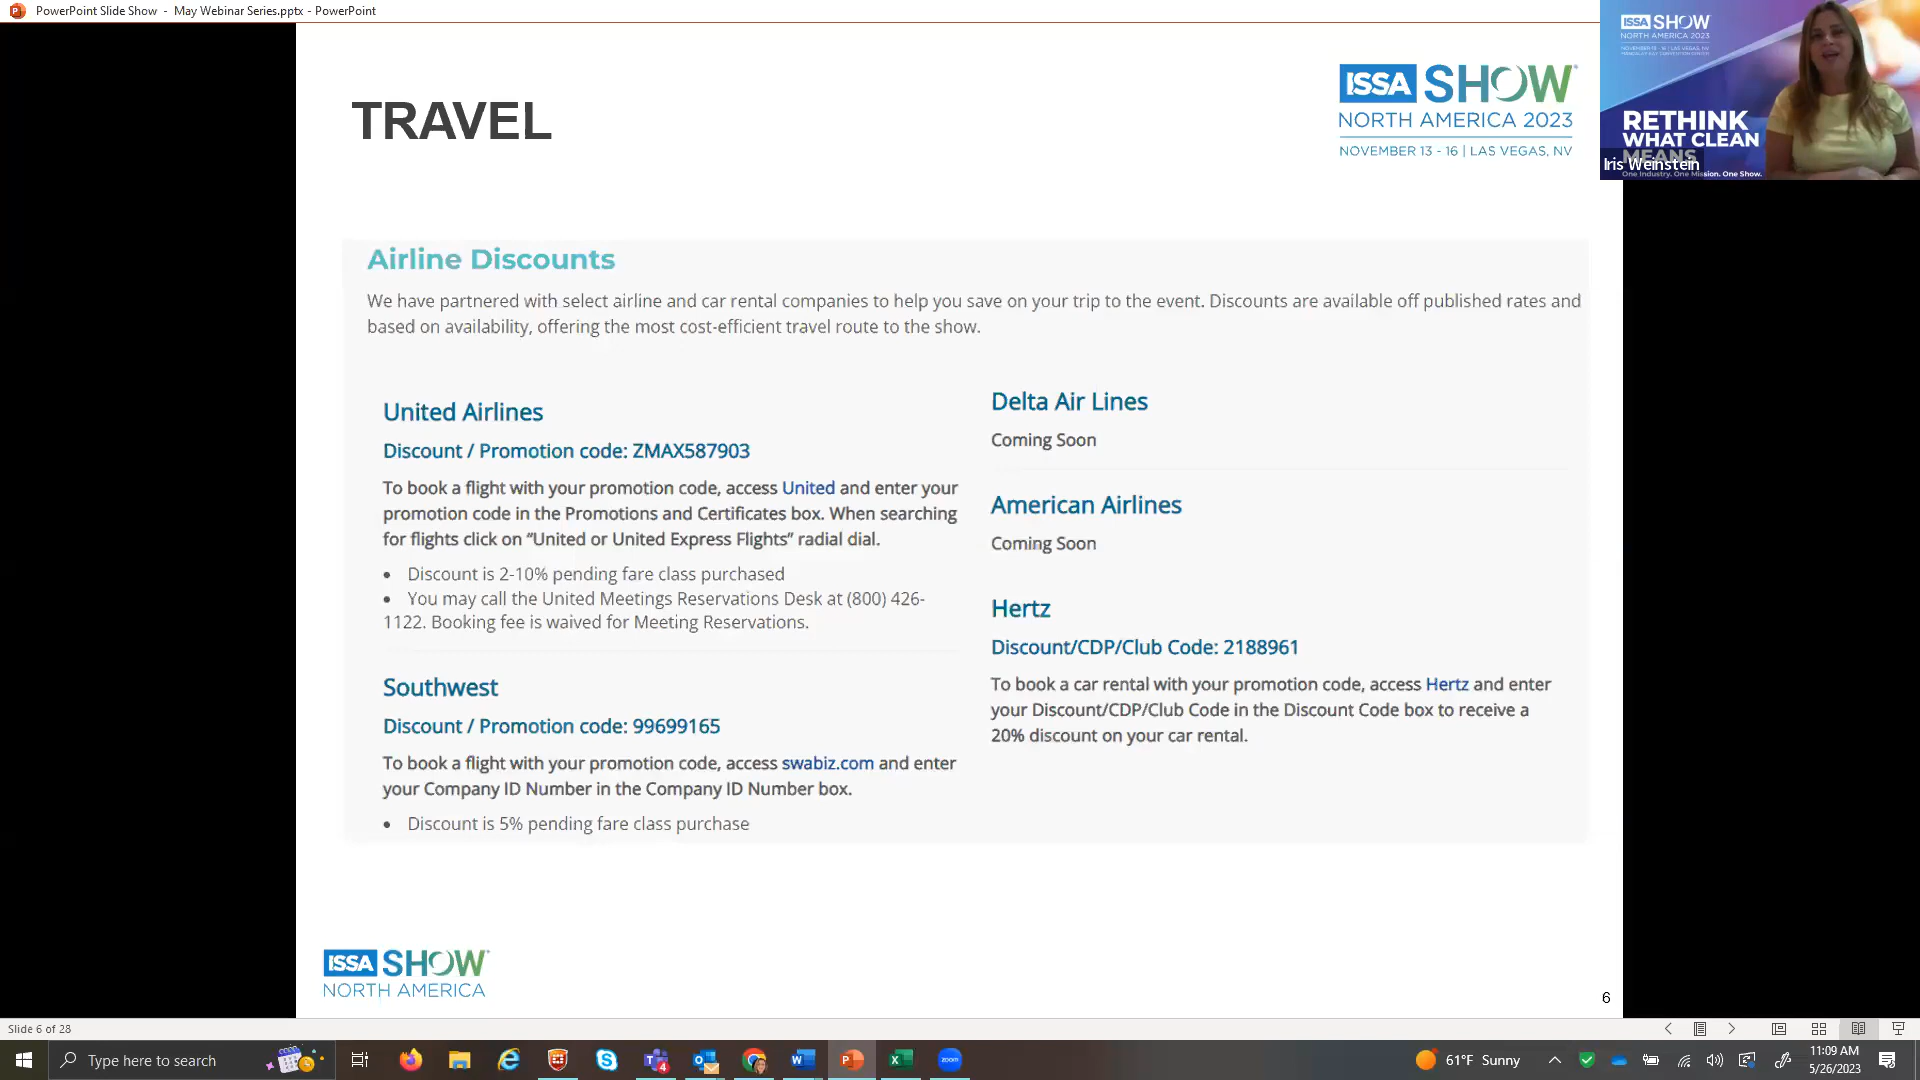 PowerPoint Slide Show - May Webinar Series.pptx - PowerPoint
TRAVEL
ISSA SHOW
NORTH AMERICA 2023
NOVEMBER 13 - 16 | LAS VEGAS, NV
ISSA SHOW
NORTH AMERICA 2023
RETHINK
WHAT CLEAN
MEANS
Iris Weinstein
One Industry. One Mission. One Show.
Airline Discounts
We have partnered with select airline and car rental companies to help you save on your trip to the event. Discounts are available off published rates and
based on availability, offering the most cost-efficient travel route to the show.
United Airlines
Discount / Promotion code: ZMAX587903
To book a flight with your promotion code, access United and enter your
promotion code in the Promotions and Certificates box. When searching
for flights click on “United or United Express Flights” radial dial.
• Discount is 2-10% pending fare class purchased
• You may call the United Meetings Reservations Desk at (800) 426-
1122. Booking fee is waived for Meeting Reservations.
Southwest
Discount / Promotion code: 99699165
To book a flight with your promotion code, access swabiz.com and enter
your Company ID Number in the Company ID Number box.
• Discount is 5% pending fare class purchase
Delta Air Lines
Coming Soon
American Airlines
Coming Soon
Hertz
Discount/CDP/Club Code: 2188961
To book a car rental with your promotion code, access Hertz and enter
your Discount/CDP/Club Code in the Discount Code box to receive a
20% discount on your car rental.
ISSA SHOW
NORTH AMERICA
6
Slide 6 of 28
Type here to search
4
zoom
61°F Sunny
11:09 AM
5/26/2023